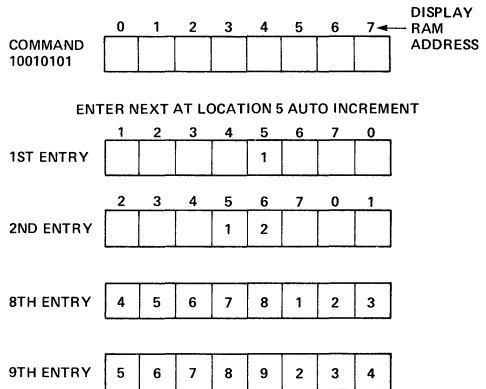 DISPLAY
0 1 2 3 4 5 6 7 RAM
COMMAND ADDRESS
10010101
ENTER NEXT AT LOCATION 5 AUTO INCREMENT
1 2 3 4 5 6 7 0
1ST ENTRY 1
2 3 4 5 6 7 0 1
2ND ENTRY 1 2
8TH ENTRY 4 5 6 7 8 1 2 3
9TH ENTRY 5 6 7 8 9 2 3 4